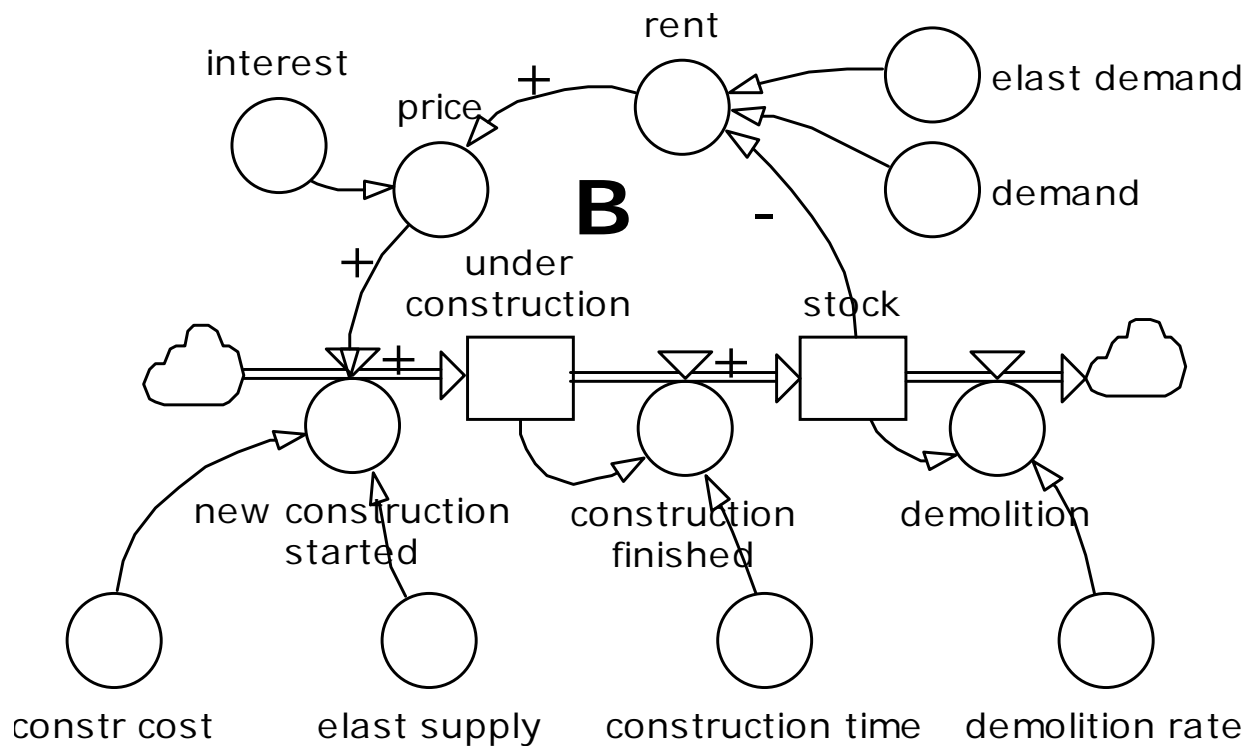 rent
interest
+
elast demand
price
B
-
demand
+
under
construction
stock
+
+
new construction
started
construction
finished
demolition
constr cost
elast supply
construction time
demolition rate